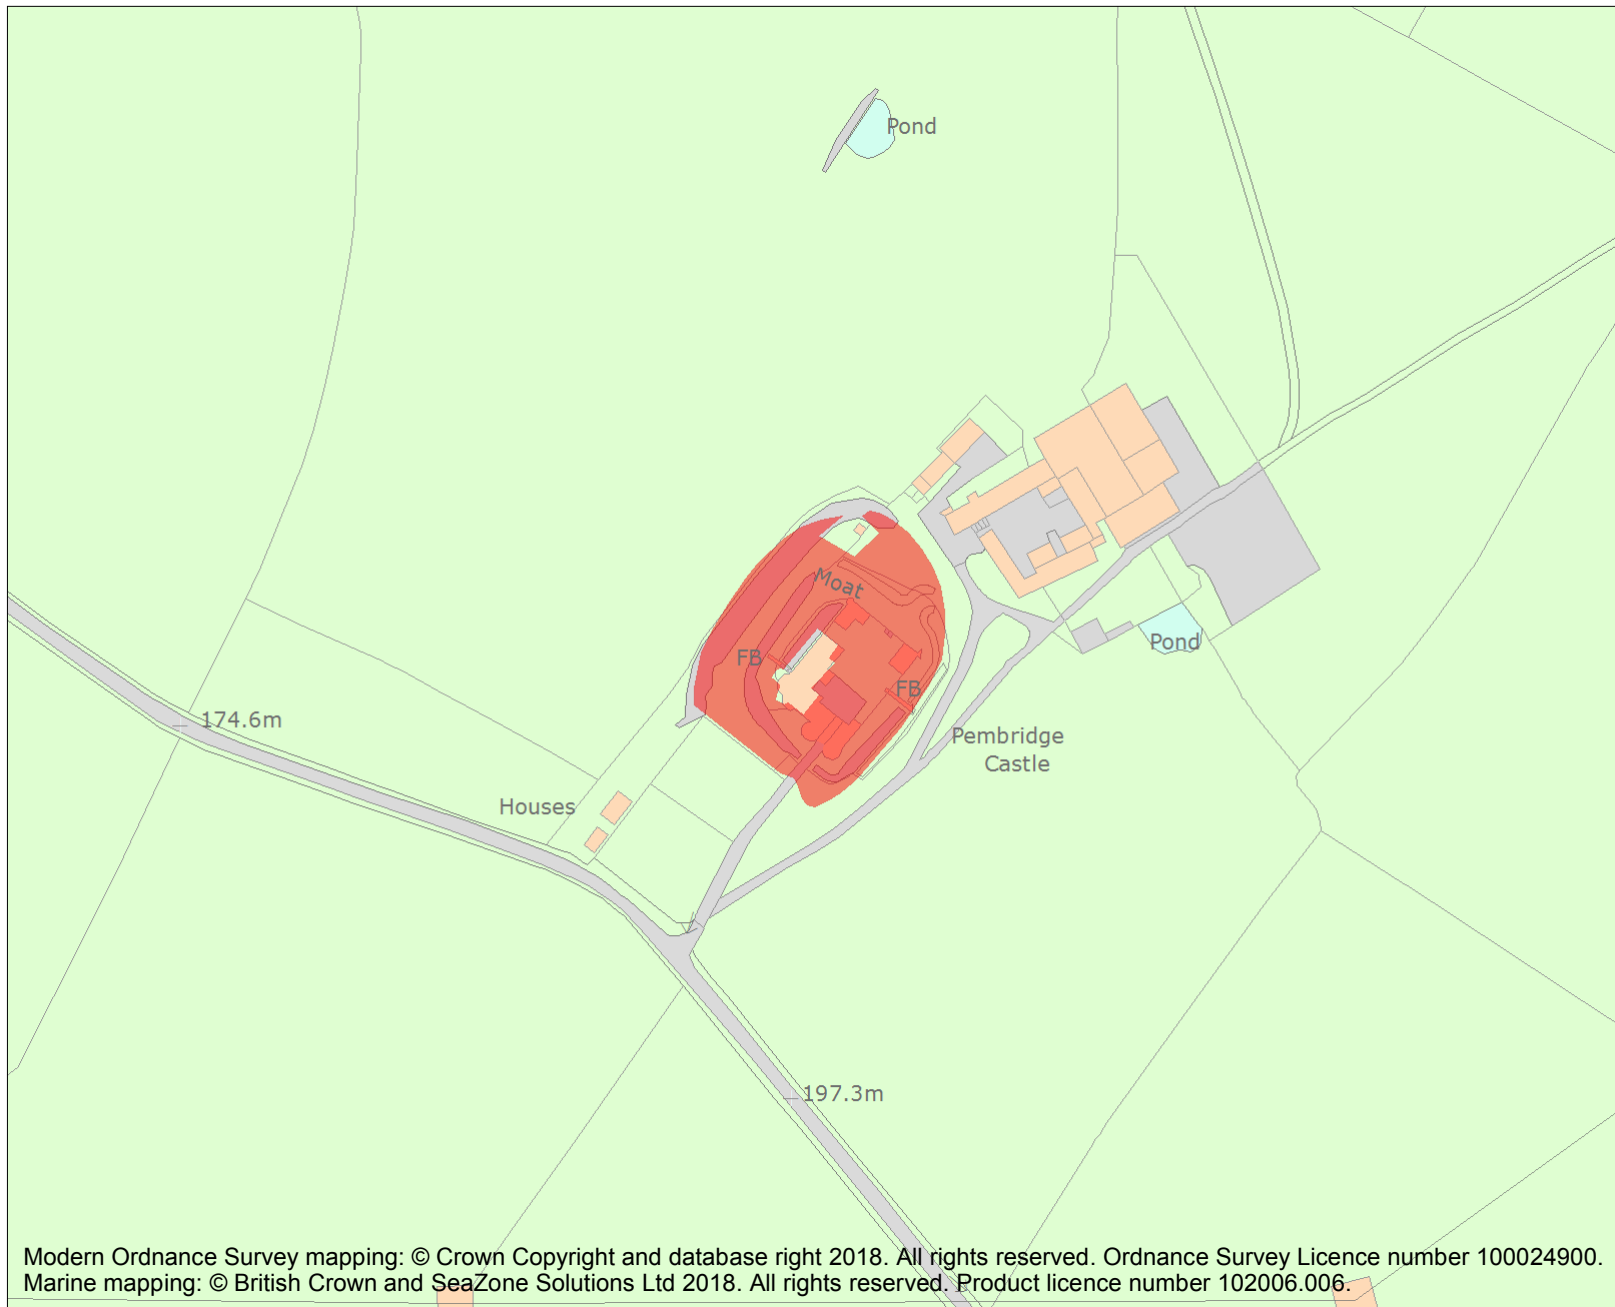 Pond
Moat
FB
Pond
FB
174.6m
Pembridge
Castle
Houses
197.3m
Modern Ordnance Survey mapping: © Crown Copyright and database right 2018. All rights reserved. Ordnance Survey Licence number 100024900.
Marine mapping: © British Crown and SeaZone Solutions Ltd 2018. All rights reserved. Product licence number 102006.006.